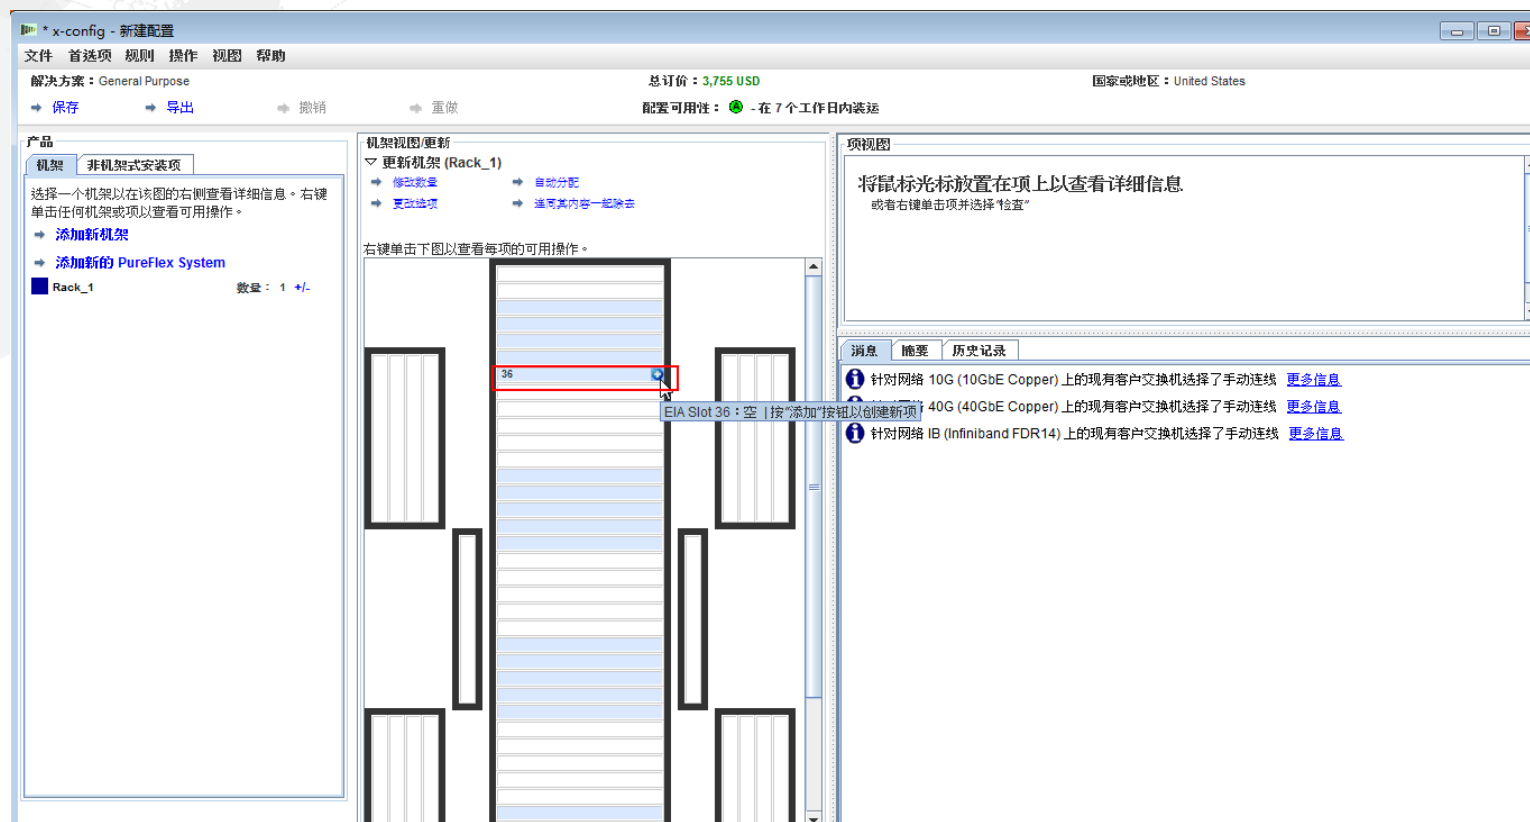 * x-config - 新建配置
文件 首选项 规则 操作 视图 帮助
解决方案：General Purpose
总订价：3,755 USD
国家或地区：United States
保存
导出
撤销
重做
配置可用性： A - 在 7 个工作日内装运
产品
机架
非机架式安装项
选择一个机架以在该图的右侧查看详细信息。右键
单击任何机架或项以查看可用操作。
添加新机架
添加新的 PureFlex System
Rack_1
数量： 1 +/-
机架视图/更新
更新机架 (Rack_1)
修改数量
自动分配
更改选项
连同其内容一起除去
右键单击下图以查看每项的可用操作。
36
EIA Slot 36：空 | 按“添加”按钮以创建新项
项视图
将鼠标光标放置在项上以查看详细信息
或者右键单击项并选择“检查”
消息
摘要
历史记录
针对网络 10G (10GbE Copper) 上的现有客户交换机选择了手动连线 更多信息
40G (40GbE Copper) 上的现有客户交换机选择了手动连线 更多信息
针对网络 IB (Infiniband FDR14) 上的现有客户交换机选择了手动连线 更多信息